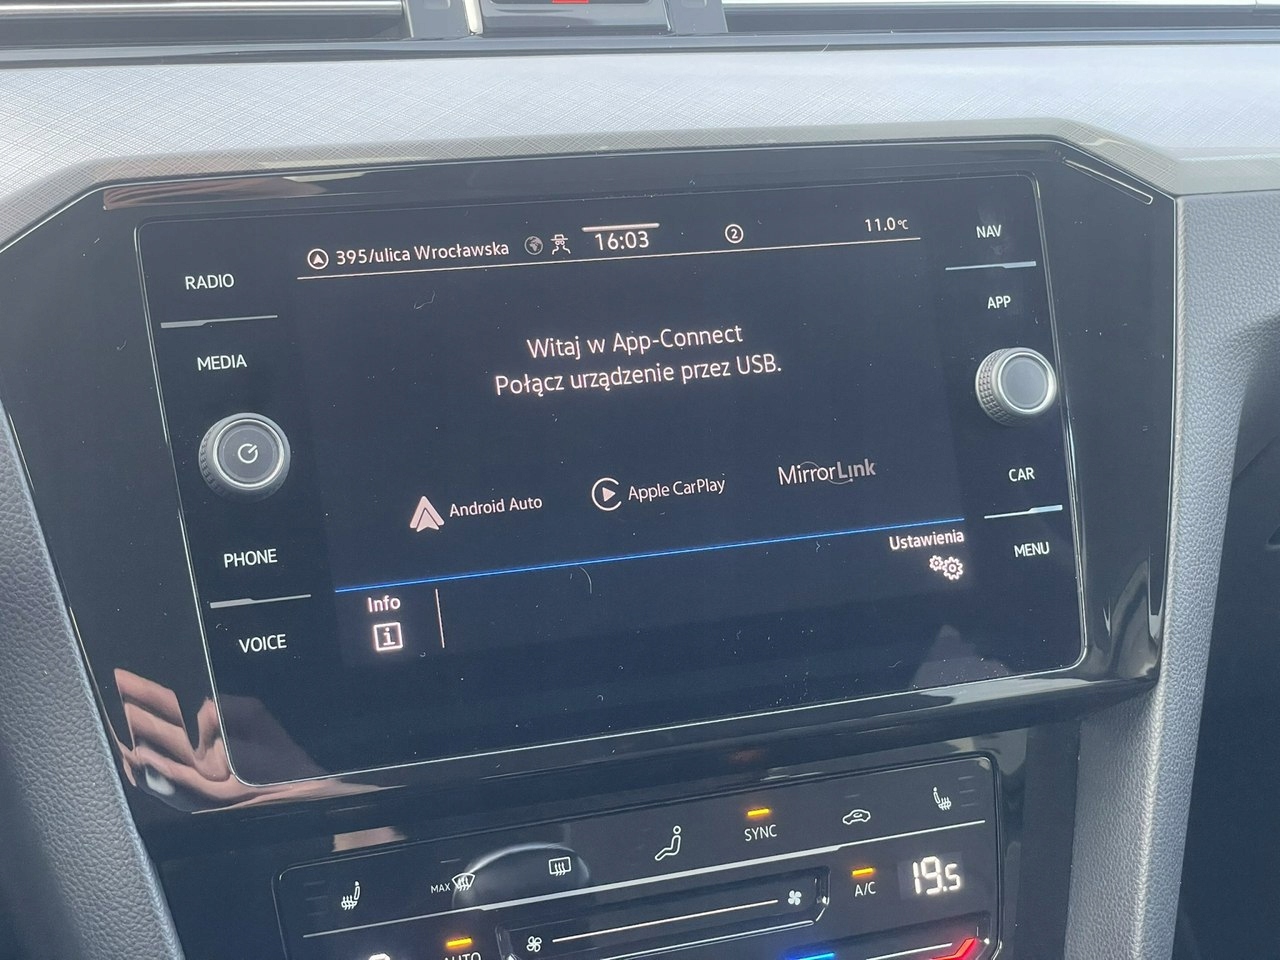 395/ulica Wrocławska
16:03
2
11.0°C
RADIO
MEDIA
PHONE
VOICE
NAV
APP
CAR
MENU
Witaj w App-Connect
Połącz urządzenie przez USB.
Android Auto
Apple CarPlay
MirrorLink
Info
i
Ustawienia
MAX
SYNC
A/C
19.5
AUTO